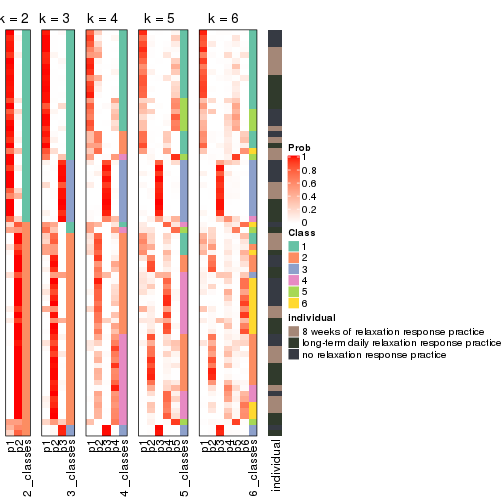 k = 2 k = 3 k = 4 k = 5 k = 6
Prob
1
0.8
0.6
0.4
0.2
0
Class
1
2
3
4
5
6
individual
8 weeks of relaxation response practice
long-term daily relaxation response practice
no relaxation response practice
p1
p2
2_classes
p1
p2
p3
3_classes
p1
p2
p3
p4
4_classes
p1
p2
p3
p4
p5
5_classes
p1
p2
p3
p4
p5
p6
6_classes
individual